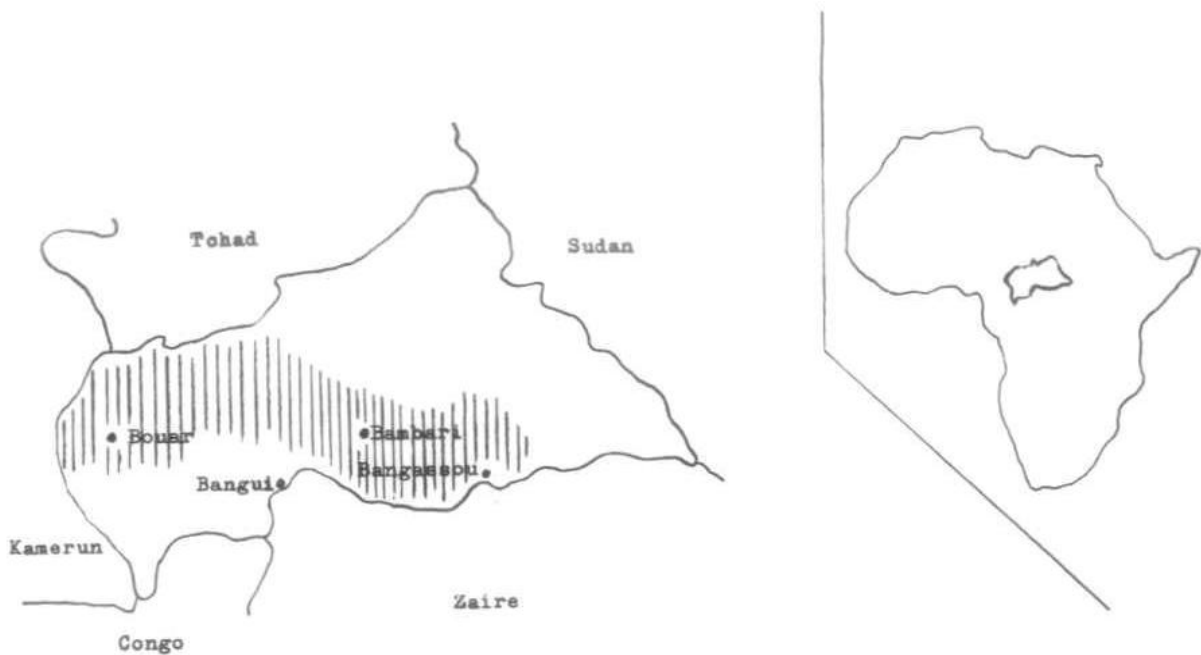 Tchad
Sudan
Bouar
Bambari
Bangassou
Bangui
Kamerun
Zaire
Congo